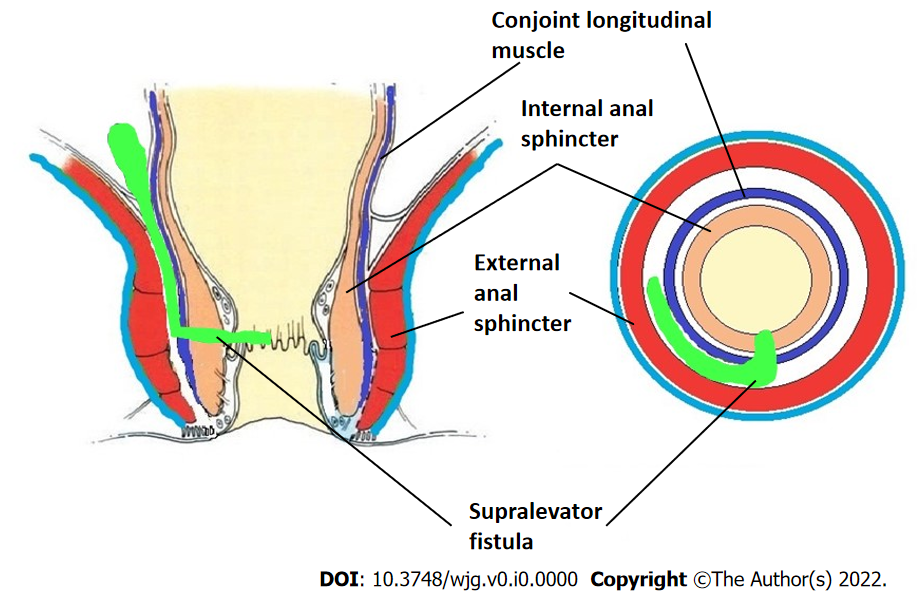 Conjoint longitudinal
muscle
Internal anal
sphincter
External
anal
sphincter
Supralevator
fistula
DOI: 10.3748/wjg.v0.i0.0000 Copyright ©The Author(s) 2022.